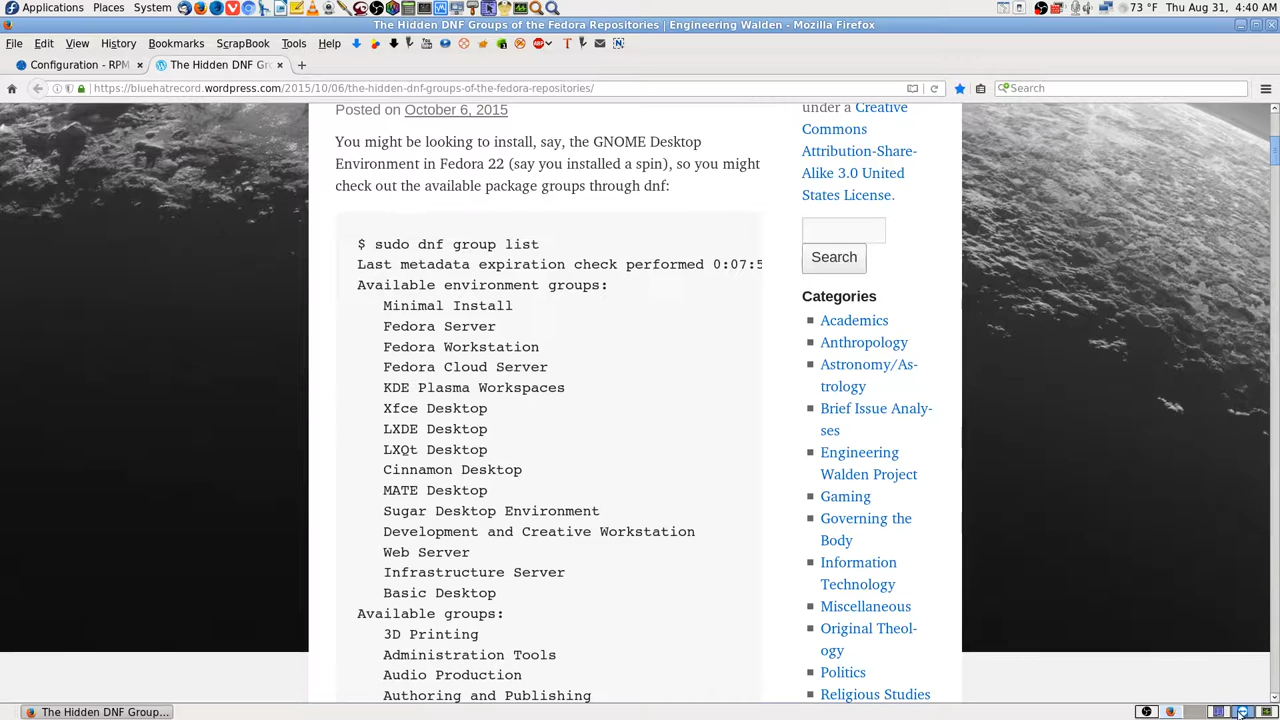 Applications Places System 73 °F Thu Aug 31, 4:40 AM
The Hidden DNF Groups of the Fedora Repositories | Engineering Walden - Mozilla Firefox
File Edit View History Bookmarks ScrapBook Tools Help
Configuration - RPM The Hidden DNF Gr
https://bluehatrecord.wordpress.com/2015/10/06/the-hidden-dnf-groups-of-the-fedora-repositories/ Search
Posted on October 6, 2015
You might be looking to install, say, the GNOME Desktop
Environment in Fedora 22 (say you installed a spin), so you might
check out the available package groups through dnf:
$ sudo dnf group list
Last metadata expiration check performed 0:07:5
Available environment groups:
Minimal Install
Fedora Server
Fedora Workstation
Fedora Cloud Server
KDE Plasma Workspaces
Xfce Desktop
LXDE Desktop
LXQt Desktop
Cinnamon Desktop
MATE Desktop
Sugar Desktop Environment
Development and Creative Workstation
Web Server
Infrastructure Server
Basic Desktop
Available groups:
3D Printing
Administration Tools
Audio Production
Authoring and Publishing
under a Creative
Commons
Attribution-Share-
Alike 3.0 United
States License.
Search
Categories
Academics
Anthropology
Astronomy/As-
trology
Brief Issue Analy-
ses
Engineering
Walden Project
Gaming
Governing the
Body
Information
Technology
Miscellaneous
Original Theol-
ogy
Politics
Religious Studies
The Hidden DNF Group...